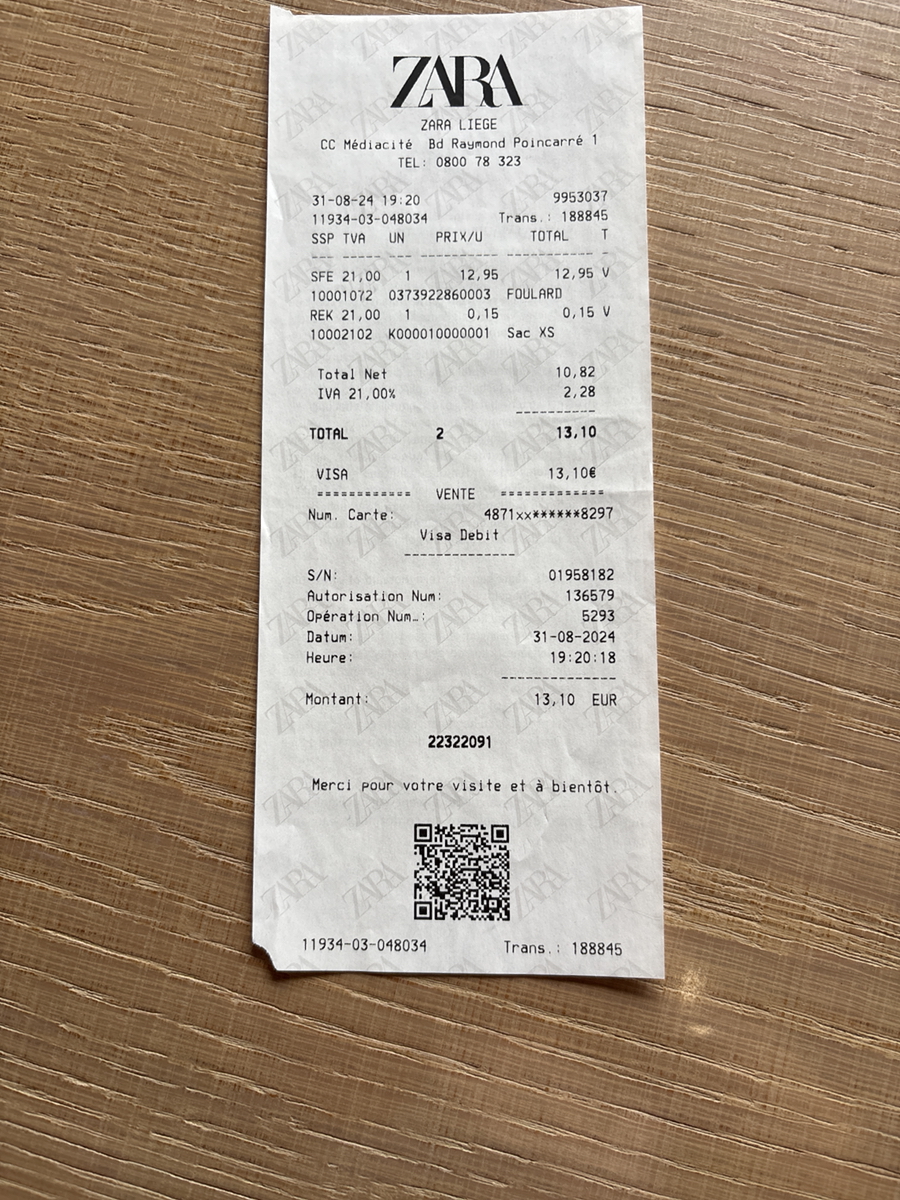 ZARA
ZARA LIEGE
CC Médiacité Bd Raymond Poincarré 1
TEL: 0800 78 323
31-08-24 19:20 9953037
11934-03-048034 Trans.: 188845
SSP TVA UN PRIX/U TOTAL T
--- ----- --- ---------- ----------- -
SFE 21,00 1 12,95 12,95 V
10001072 0373922860003 FOULARD
REK 21,00 1 0,15 0,15 V
10002102 K000010000001 Sac XS
Total Net 10,82
IVA 21,00% 2,28
----------
TOTAL 2 13,10
VISA 13,10€
============ VENTE =============
Num. Carte: 4871xx******8297
Visa Debit
--------------
S/N: 01958182
Autorisation Num: 136579
Opération Num..: 5293
Datum: 31-08-2024
Heure: 19:20:18
--------------
Montant: 13,10 EUR
22322091
Merci pour votre visite et à bientôt.
11934-03-048034 Trans.: 188845